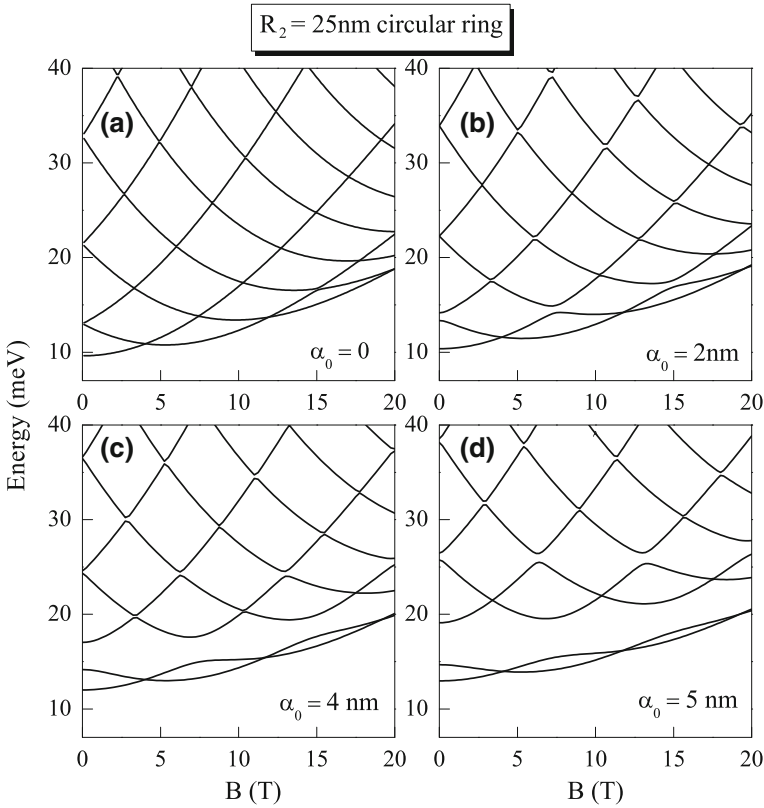 R₂ = 25nm circular ring
Energy (meV)
40
30
20
10
(a)
α₀ = 0
0 5 10 15 20
40
30
20
10
(b)
α₀ = 2nm
0 5 10 15 20
40
30
20
10
(c)
α₀ = 4 nm
0 5 10 15 20
B (T)
40
30
20
10
(d)
α₀ = 5 nm
0 5 10 15 20
B (T)